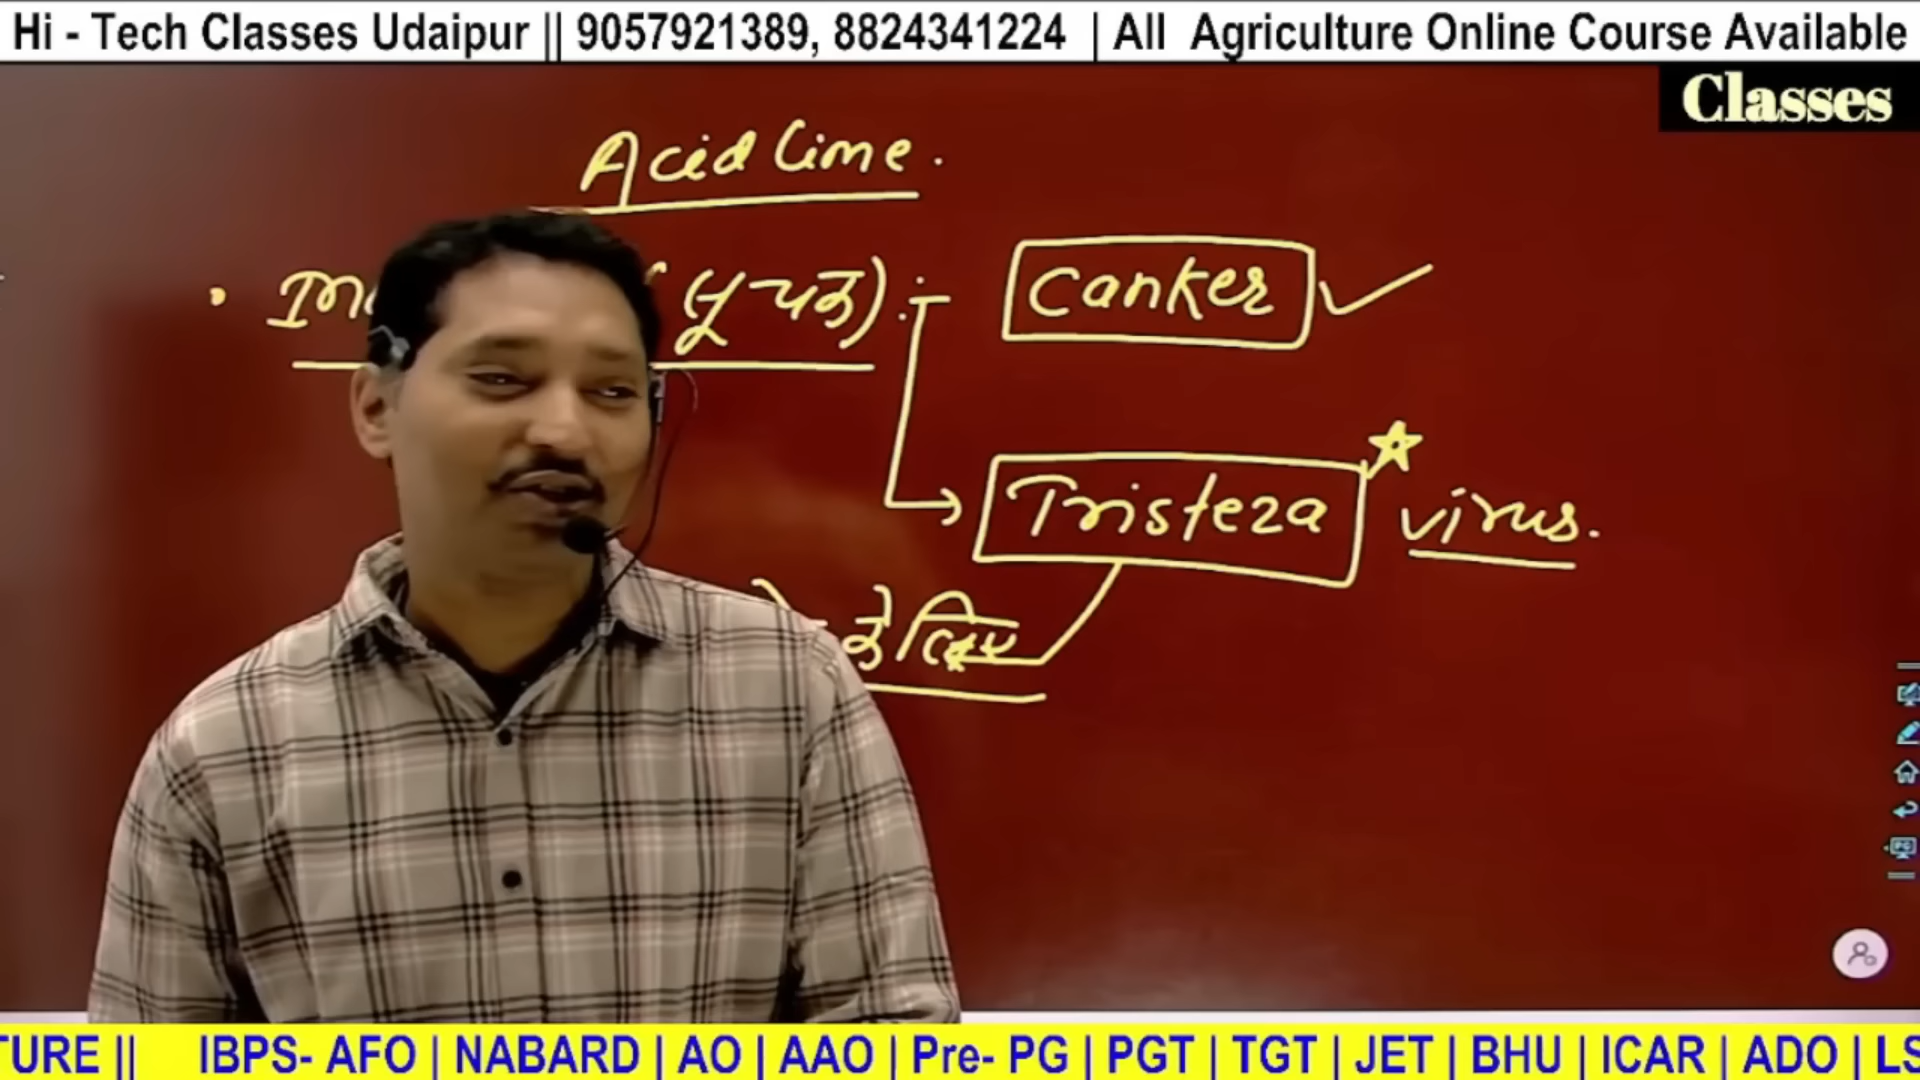 Hi - Tech Classes Udaipur || 9057921389, 8824341224 | All Agriculture Online Course Available
Classes
Acid lime.
(सूचक) :- Canker
Tristeza virus.
के लिए
TURE || IBPS- AFO | NABARD | AO | AAO | Pre- PG | PGT | TGT | JET | BHU | ICAR | ADO | LS